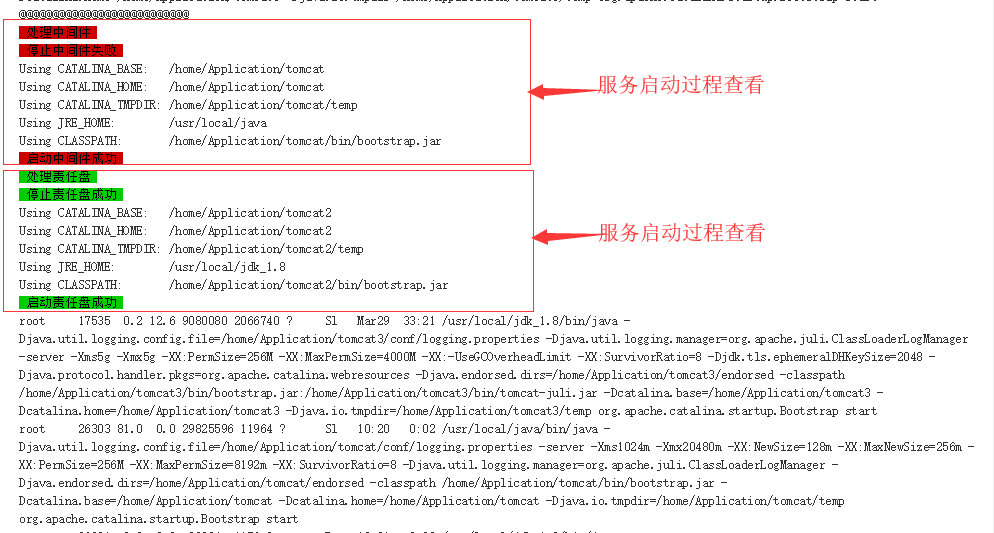 @@@@@@@@@@@@@@@@@@@@@@@@@@
处理中间件
停止中间件失败
Using CATALINA_BASE:   /home/Application/tomcat
Using CATALINA_HOME:   /home/Application/tomcat
服务启动过程查看
Using CATALINA_TMPDIR: /home/Application/tomcat/temp
Using JRE_HOME:        /usr/local/java
Using CLASSPATH:       /home/Application/tomcat/bin/bootstrap.jar
启动中间件成功
处理责任盘
停止责任盘成功
Using CATALINA_BASE:   /home/Application/tomcat2
Using CATALINA_HOME:   /home/Application/tomcat2
服务启动过程查看
Using CATALINA_TMPDIR: /home/Application/tomcat2/temp
Using JRE_HOME:        /usr/local/jdk_1.8
Using CLASSPATH:       /home/Application/tomcat2/bin/bootstrap.jar
启动责任盘成功
root     17535  0.2 12.6 9080080 2066740 ?     Sl   Mar29  33:21 /usr/local/jdk_1.8/bin/java -
Djava.util.logging.config.file=/home/Application/tomcat3/conf/logging.properties -Djava.util.logging.manager=org.apache.juli.ClassLoaderLogManager
-server -Xms5g -Xmx5g -XX:PermSize=256M -XX:MaxPermSize=4000M -XX:-UseGCOverheadLimit -XX:SurvivorRatio=8 -Djdk.tls.ephemeralDHKeySize=2048 -
Djava.protocol.handler.pkgs=org.apache.catalina.webresources -Djava.endorsed.dirs=/home/Application/tomcat3/endorsed -classpath
/home/Application/tomcat3/bin/bootstrap.jar:/home/Application/tomcat3/bin/tomcat-juli.jar -Dcatalina.base=/home/Application/tomcat3 -
Dcatalina.home=/home/Application/tomcat3 -Djava.io.tmpdir=/home/Application/tomcat3/temp org.apache.catalina.startup.Bootstrap start
root     26303 81.0  0.0 29825596 11964 ?      Sl   10:20   0:02 /usr/local/java/bin/java -
Djava.util.logging.config.file=/home/Application/tomcat/conf/logging.properties -server -Xms1024m -Xmx20480m -XX:NewSize=128m -XX:MaxNewSize=256m -
XX:PermSize=256M -XX:MaxPermSize=8192m -XX:SurvivorRatio=8 -Djava.util.logging.manager=org.apache.juli.ClassLoaderLogManager -
Djava.endorsed.dirs=/home/Application/tomcat/endorsed -classpath /home/Application/tomcat/bin/bootstrap.jar -
Dcatalina.base=/home/Application/tomcat -Dcatalina.home=/home/Application/tomcat -Djava.io.tmpdir=/home/Application/tomcat/temp
org.apache.catalina.startup.Bootstrap start